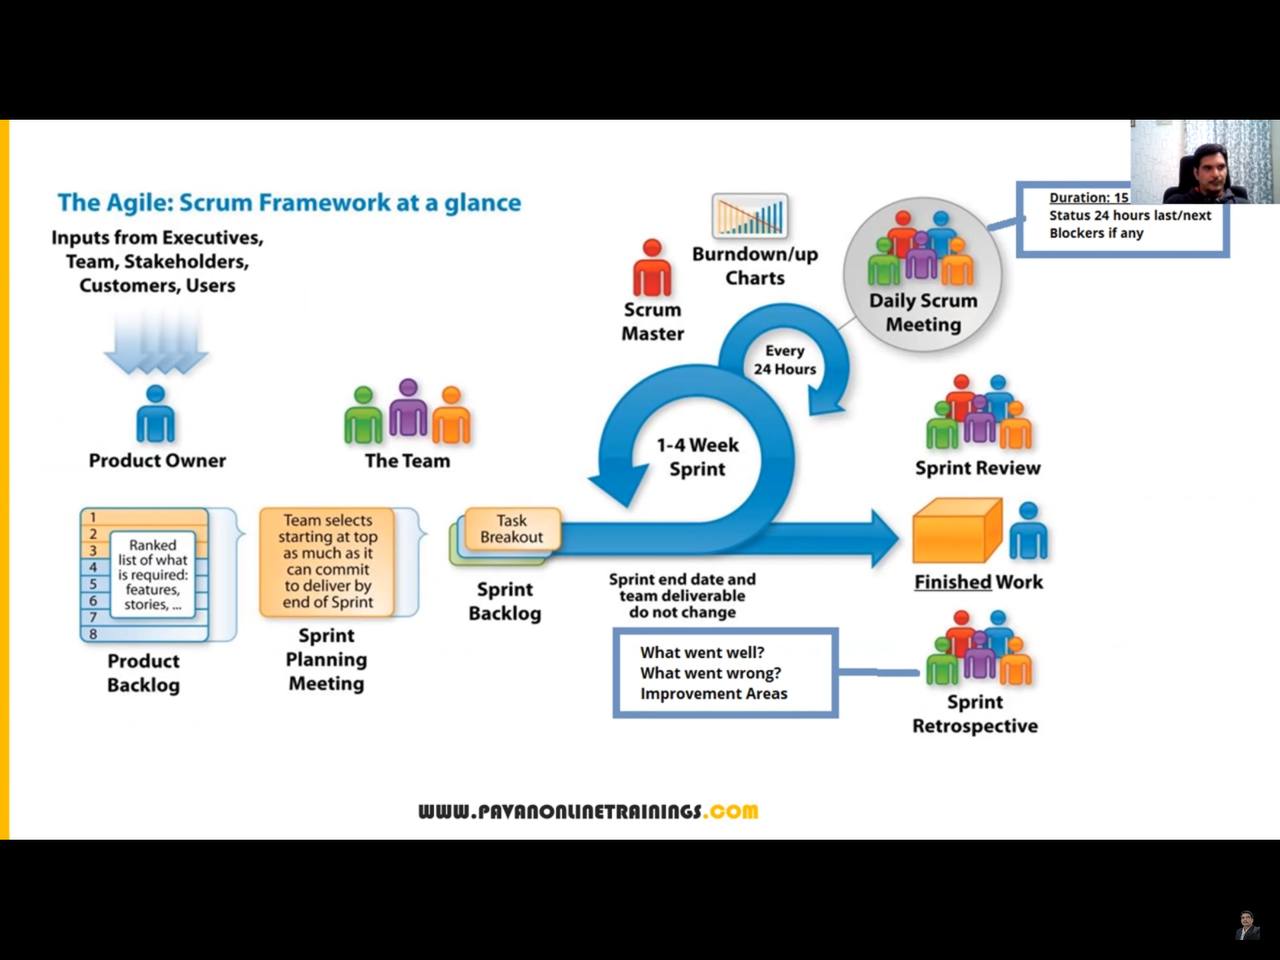 The Agile: Scrum Framework at a glance
Inputs from Executives,
Team, Stakeholders,
Customers, Users
Product Owner
The Team
Scrum
Master
Burndown/up
Charts
Daily Scrum
Meeting
Duration: 15
Status 24 hours last/next
Blockers if any
Every
24 Hours
1-4 Week
Sprint
Sprint Review
1
2
3
4
5
6
7
8
Ranked
list of what
is required:
features,
stories, ...
Product
Backlog
Team selects
starting at top
as much as it
can commit
to deliver by
end of Sprint
Sprint
Planning
Meeting
Task
Breakout
Sprint
Backlog
Sprint end date and
team deliverable
do not change
Finished Work
What went well?
What went wrong?
Improvement Areas
Sprint
Retrospective
WWW.PAVANONLINETRAININGS.COM